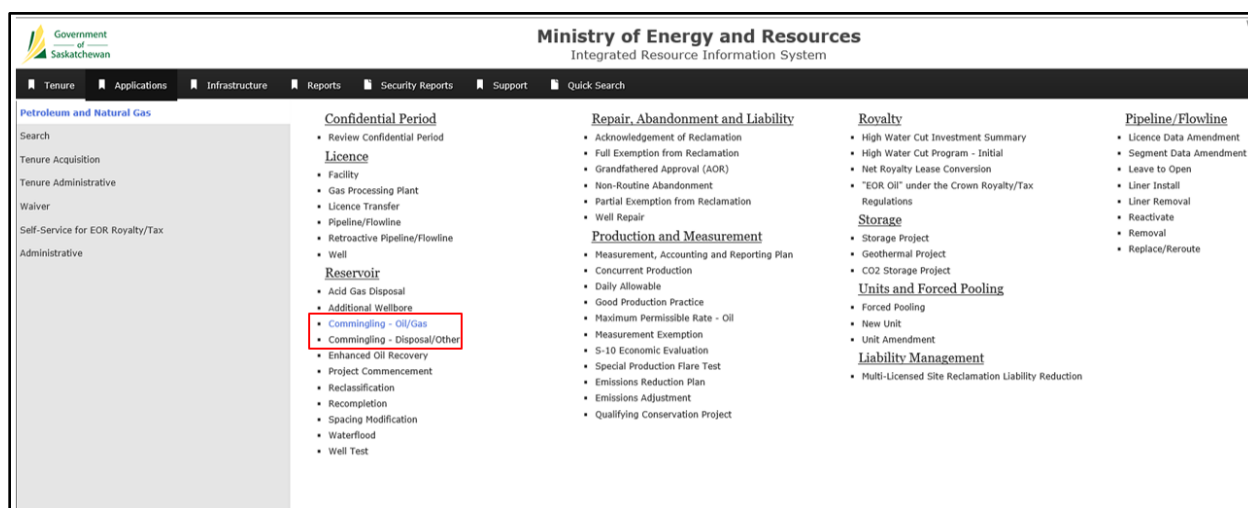 Government
of
Saskatchewan
Ministry of Energy and Resources
Integrated Resource Information System
Tenure
Applications
Infrastructure
Reports
Security Reports
Support
Quick Search
Petroleum and Natural Gas
Search
Tenure Acquisition
Tenure Administrative
Waiver
Self-Service for EOR Royalty/Tax
Administrative
Confidential Period
Review Confidential Period
Licence
Facility
Gas Processing Plant
Licence Transfer
Pipeline/Flowline
Retroactive Pipeline/Flowline
Well
Reservoir
Acid Gas Disposal
Additional Wellbore
Commingling - Oil/Gas
Commingling - Disposal/Other
Enhanced Oil Recovery
Project Commencement
Reclassification
Recompletion
Spacing Modification
Waterflood
Well Test
Repair, Abandonment and Liability
Acknowledgement of Reclamation
Full Exemption from Reclamation
Grandfathered Approval (AOR)
Non-Routine Abandonment
Partial Exemption from Reclamation
Well Repair
Production and Measurement
Measurement, Accounting and Reporting Plan
Concurrent Production
Daily Allowable
Good Production Practice
Maximum Permissible Rate - Oil
Measurement Exemption
S-10 Economic Evaluation
Special Production Flare Test
Emissions Reduction Plan
Emissions Adjustment
Qualifying Conservation Project
Royalty
High Water Cut Investment Summary
High Water Cut Program - Initial
Net Royalty Lease Conversion
"EOR Oil" under the Crown Royalty/Tax
Regulations
Storage
Storage Project
Geothermal Project
CO2 Storage Project
Units and Forced Pooling
Forced Pooling
New Unit
Unit Amendment
Liability Management
Multi-Licensed Site Reclamation Liability Reduction
Pipeline/Flowline
Licence Data Amendment
Segment Data Amendment
Leave to Open
Liner Install
Liner Removal
Reactivate
Removal
Replace/Reroute